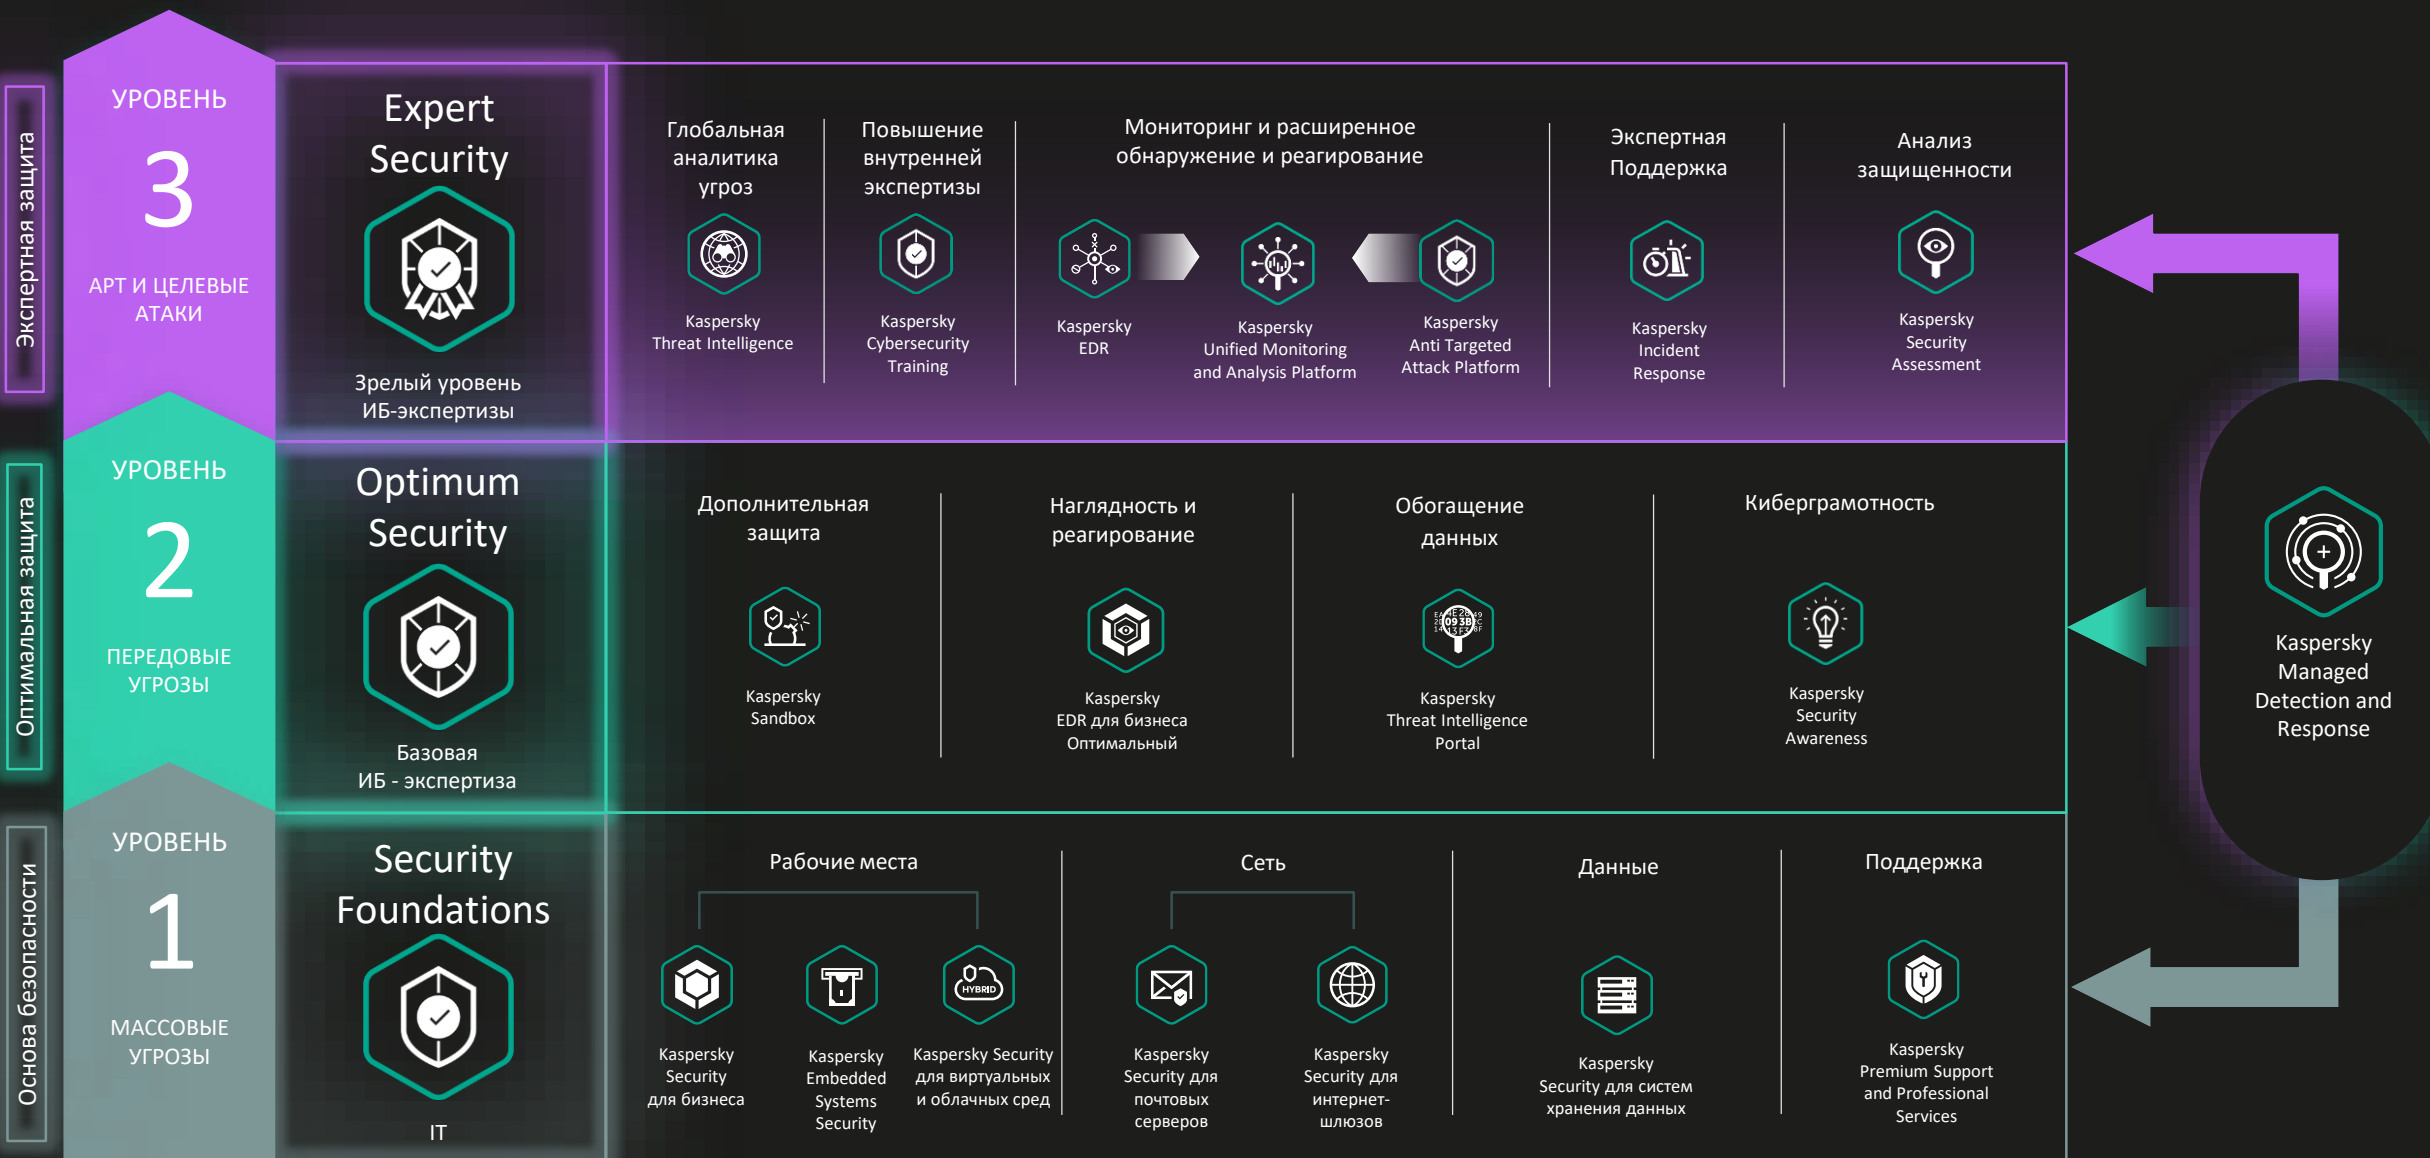 Экспертная защита
УРОВЕНЬ
3
APT И ЦЕЛЕВЫЕ
АТАКИ
Expert
Security
Зрелый уровень
ИБ-экспертизы
Глобальная
аналитика
угроз
Kaspersky
Threat Intelligence
Повышение
внутренней
экспертизы
Kaspersky
Cybersecurity
Training
Мониторинг и расширенное
обнаружение и реагирование
Kaspersky
EDR
Kaspersky
Unified Monitoring
and Analysis Platform
Kaspersky
Anti Targeted
Attack Platform
Экспертная
Поддержка
Kaspersky
Incident
Response
Анализ
защищенности
Kaspersky
Security
Assessment
Оптимальная защита
УРОВЕНЬ
2
ПЕРЕДОВЫЕ
УГРОЗЫ
Optimum
Security
Базовая
ИБ - экспертиза
Дополнительная
защита
Kaspersky
Sandbox
Наглядность и
реагирование
Kaspersky
EDR для бизнеса
Оптимальный
Обогащение
данных
09 3B
Kaspersky
Threat Intelligence
Portal
Киберграмотность
Kaspersky
Security
Awareness
Основа безопасности
УРОВЕНЬ
1
МАССОВЫЕ
УГРОЗЫ
Security
Foundations
IT
Рабочие места
Kaspersky
Security
для бизнеса
Kaspersky
Embedded
Systems
Security
HYBRID
Kaspersky Security
для виртуальных
и облачных сред
Сеть
Kaspersky
Security для
почтовых
серверов
Kaspersky
Security для
интернет-
шлюзов
Данные
Kaspersky
Security для систем
хранения данных
Поддержка
Kaspersky
Premium Support
and Professional
Services
Kaspersky
Managed
Detection and
Response